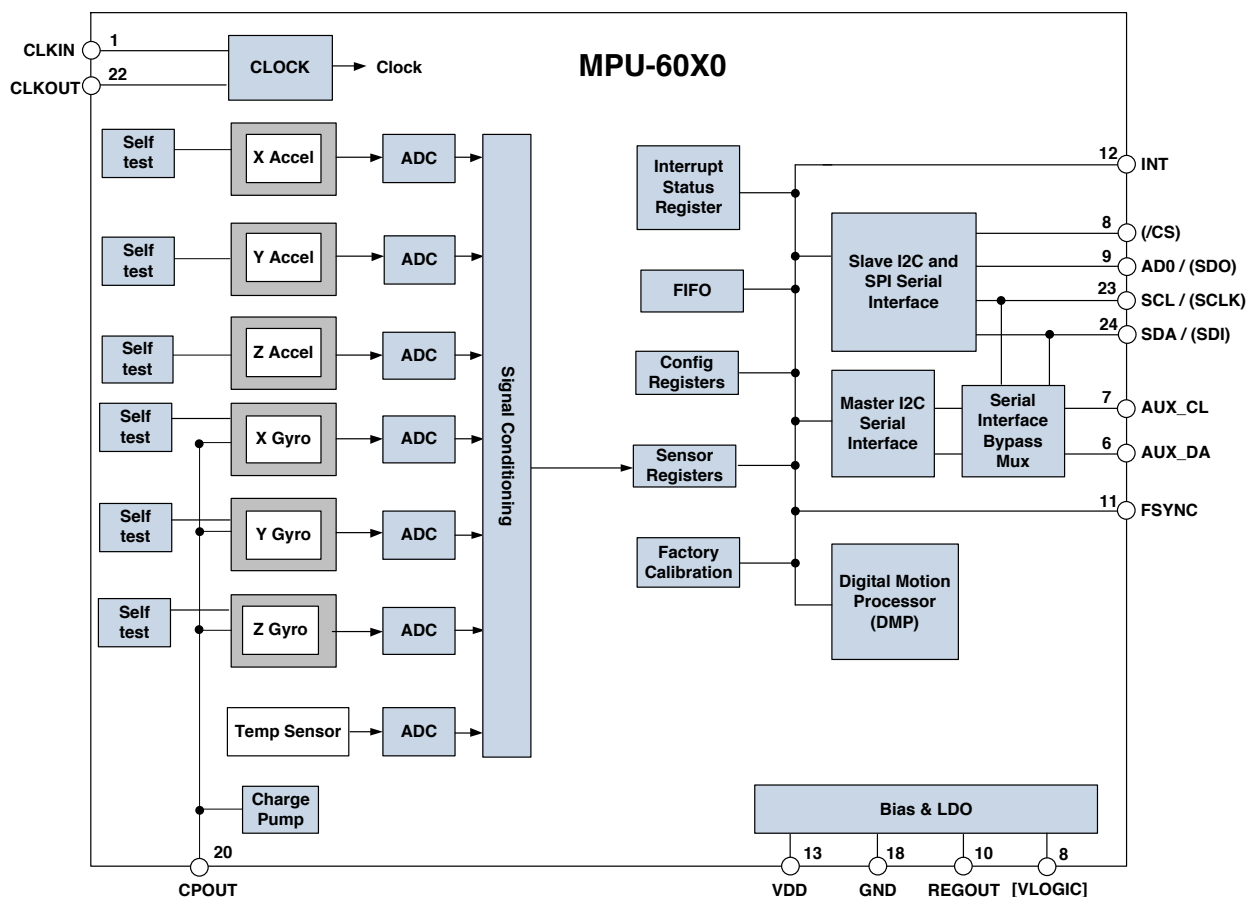 MPU-60X0
CLKIN
1
CLKOUT
22
CLOCK
Clock
Self
test
X Accel
ADC
Self
test
Y Accel
ADC
Self
test
Z Accel
ADC
Self
test
X Gyro
ADC
Self
test
Y Gyro
ADC
Self
test
Z Gyro
ADC
Temp Sensor
ADC
Signal Conditioning
Charge
Pump
20
CPOUT
Interrupt
Status
Register
FIFO
Config
Registers
Sensor
Registers
Factory
Calibration
Slave I2C and
SPI Serial
Interface
Master I2C
Serial
Interface
Serial
Interface
Bypass
Mux
Digital Motion
Processor
(DMP)
12
INT
8
(/CS)
9
AD0 / (SDO)
23
SCL / (SCLK)
24
SDA / (SDI)
7
AUX_CL
6
AUX_DA
11
FSYNC
Bias & LDO
13
VDD
18
GND
10
REGOUT
8
[VLOGIC]